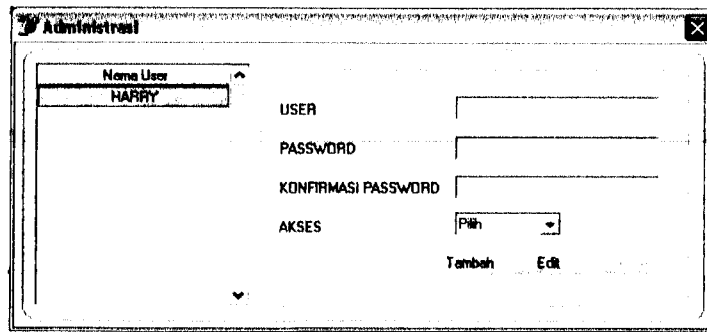 Administrasi
Nama User
HARRY
USER
PASSWORD
KONFIRMASI PASSWORD
AKSES
Pilih
Tambah Edit